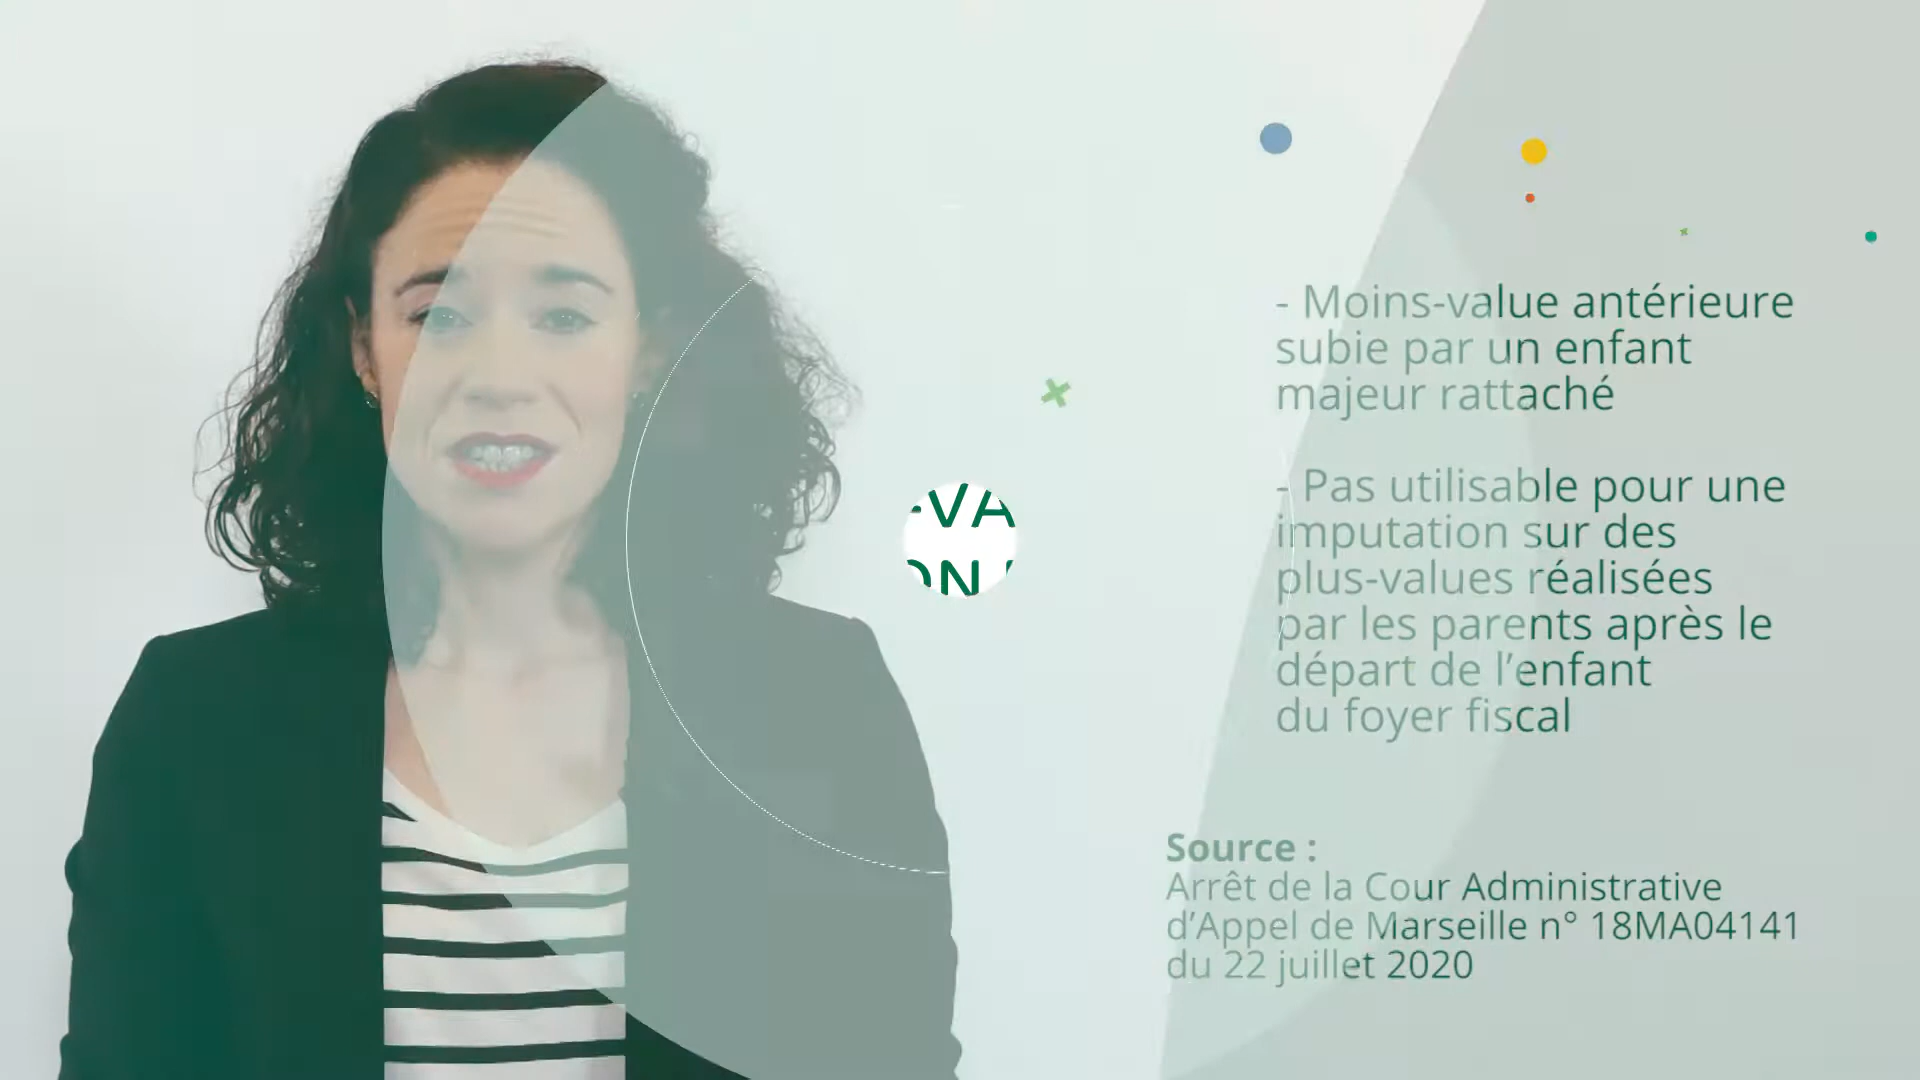 - Moins-value antérieure
subie par un enfant
majeur rattaché
- Pas utilisable pour une
imputation sur des
plus-values réalisées
par les parents après le
départ de l'enfant
du foyer fiscal
-VA
ON
Source :
Arrêt de la Cour Administrative
d'Appel de Marseille n° 18MA04141
du 22 juillet 2020